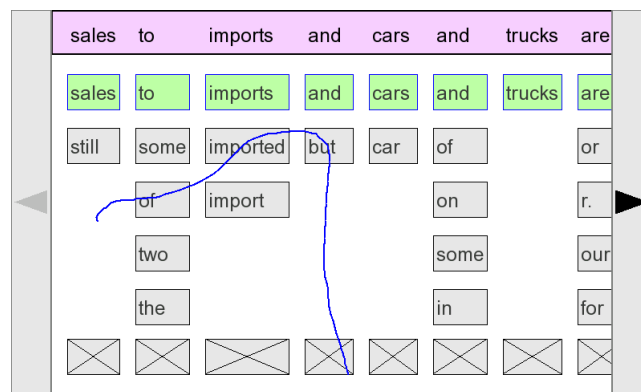 sales to imports and cars and trucks are
sales to imports and cars and trucks are
still some imported but car of or
of import on r.
two some our
the in for